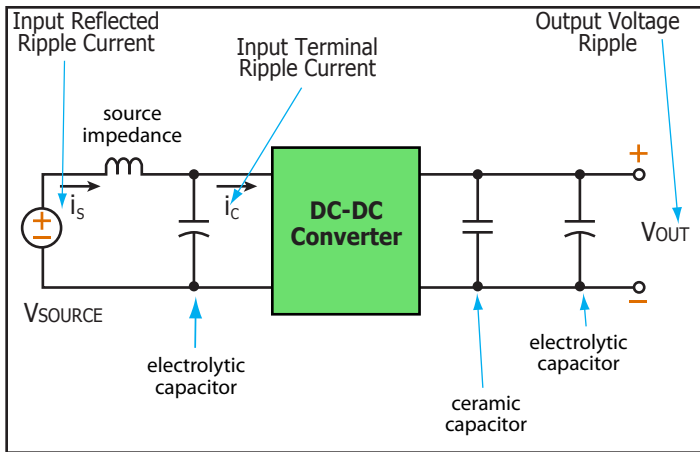 Input Reflected
Ripple Current
Input Terminal
Ripple Current
Output Voltage
Ripple
source
impedance
iS
iC
+
−
VSOURCE
DC-DC
Converter
+
VOUT
−
electrolytic
capacitor
ceramic
capacitor
electrolytic
capacitor